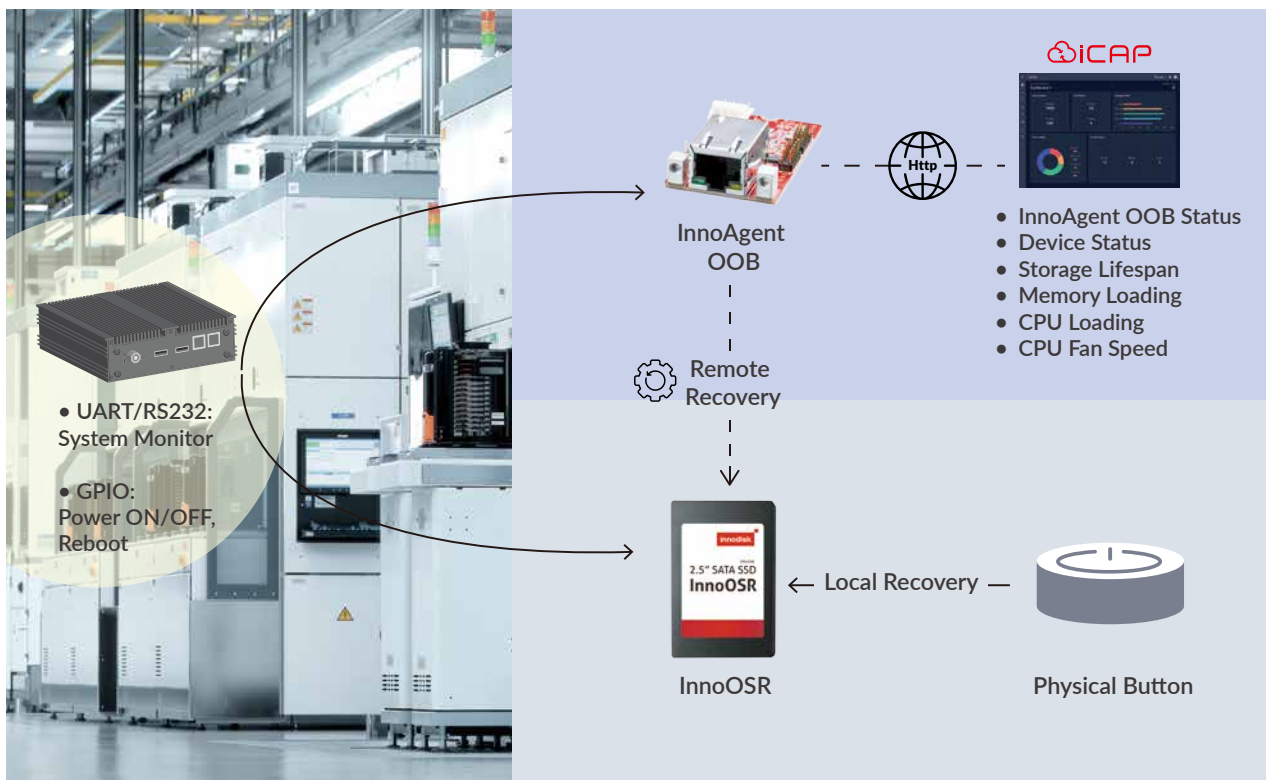 ● UART/RS232:
System Monitor
● GPIO:
Power ON/OFF,
Reboot
InnoAgent
OOB
Http
iCAP
● InnoAgent OOB Status
● Device Status
● Storage Lifespan
● Memory Loading
● CPU Loading
● CPU Fan Speed
Remote
Recovery
innodisk
2.5" SATA SSD
InnoOSR
InnoOSR
Local Recovery
Physical Button